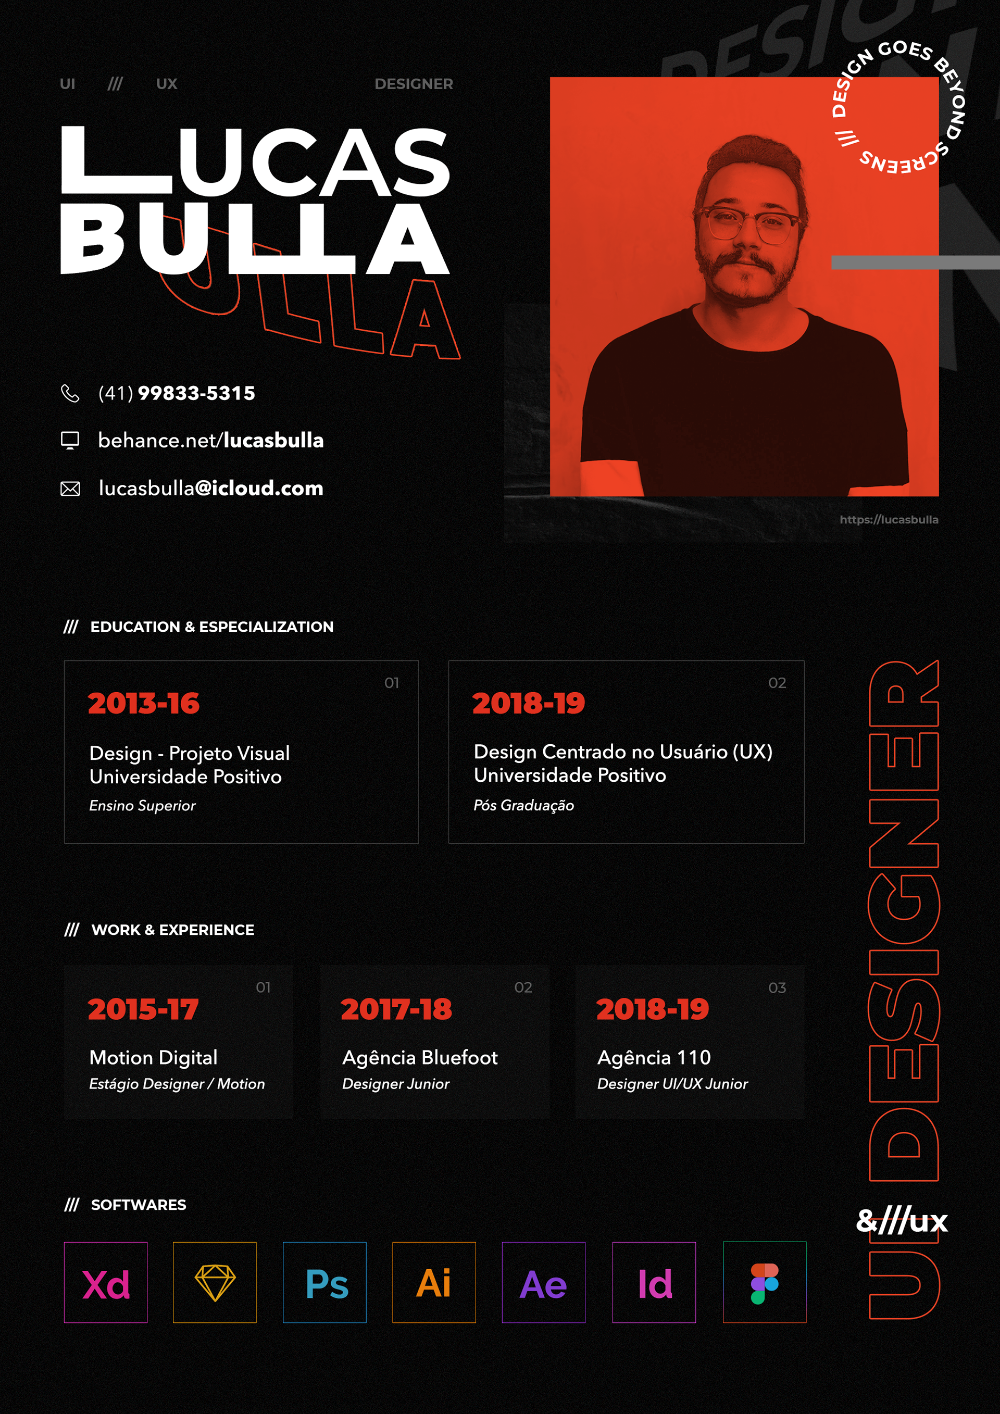 DESIGN
UI /// UX DESIGNER
DESIGN GOES BEYOND SCREENS ///
LUCAS
BULLA
ULLA
(41) 99833-5315
behance.net/lucasbulla
lucasbulla@icloud.com
https://lucasbulla
/// EDUCATION & ESPECIALIZATION
01
2013-16
Design - Projeto Visual
Universidade Positivo
Ensino Superior
02
2018-19
Design Centrado no Usuário (UX)
Universidade Positivo
Pós Graduação
/// WORK & EXPERIENCE
01
2015-17
Motion Digital
Estágio Designer / Motion
02
2017-18
Agência Bluefoot
Designer Junior
03
2018-19
Agência 110
Designer UI/UX Junior
/// SOFTWARES
Xd Ps Ai Ae Id
UI DESIGNER
&///ux